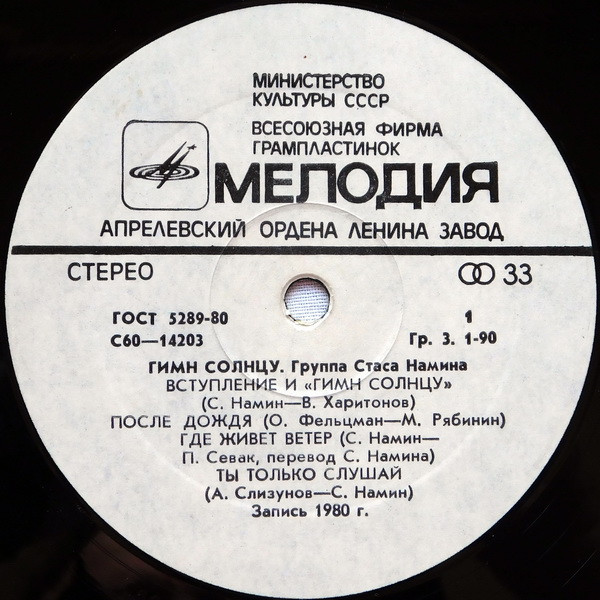 МИНИСТЕРСТВО
КУЛЬТУРЫ СССР
ВСЕСОЮЗНАЯ ФИРМА
ГРАМПЛАСТИНОК
МЕЛОДИЯ
АПРЕЛЕВСКИЙ ОРДЕНА ЛЕНИНА ЗАВОД
СТЕРЕО 33
ГОСТ 5289-80 1
С60—14203 Гр. 3. 1-90
ГИМН СОЛНЦУ. Группа Стаса Намина
ВСТУПЛЕНИЕ И «ГИМН СОЛНЦУ»
(С. Намин—В. Харитонов)
ПОСЛЕ ДОЖДЯ (О. Фельцман—М. Рябинин)
ГДЕ ЖИВЕТ ВЕТЕР (С. Намин—
П. Севак, перевод С. Намина)
ТЫ ТОЛЬКО СЛУШАЙ
(А. Слизунов—С. Намин)
Запись 1980 г.